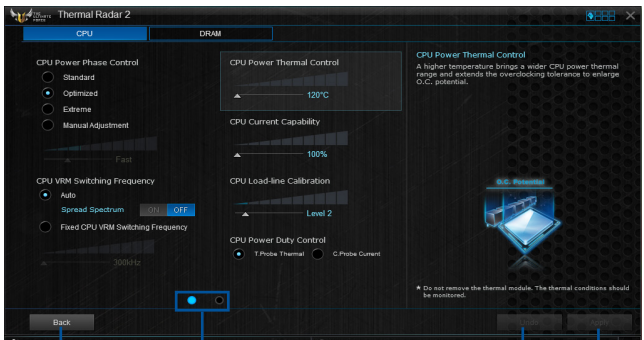 THE ULTIMATE FORCE
Thermal Radar 2
CPU
DRAM
CPU Power Phase Control
Standard
Optimized
Extreme
Manual Adjustment
Fast
CPU VRM Switching Frequency
Auto
Spread Spectrum
ON
OFF
Fixed CPU VRM Switching Frequency
300kHz
CPU Power Thermal Control
120°C
CPU Current Capability
100%
CPU Load-line Calibration
Level 2
CPU Power Duty Control
T.Probe Thermal
C.Probe Current
CPU Power Thermal Control
A higher temperature brings a wider CPU power thermal
range and extends the overclocking tolerance to enlarge
O.C. potential.
O.C. Potential
* Do not remove the thermal module. The thermal conditions should
be monitored.
Back
Undo
Apply